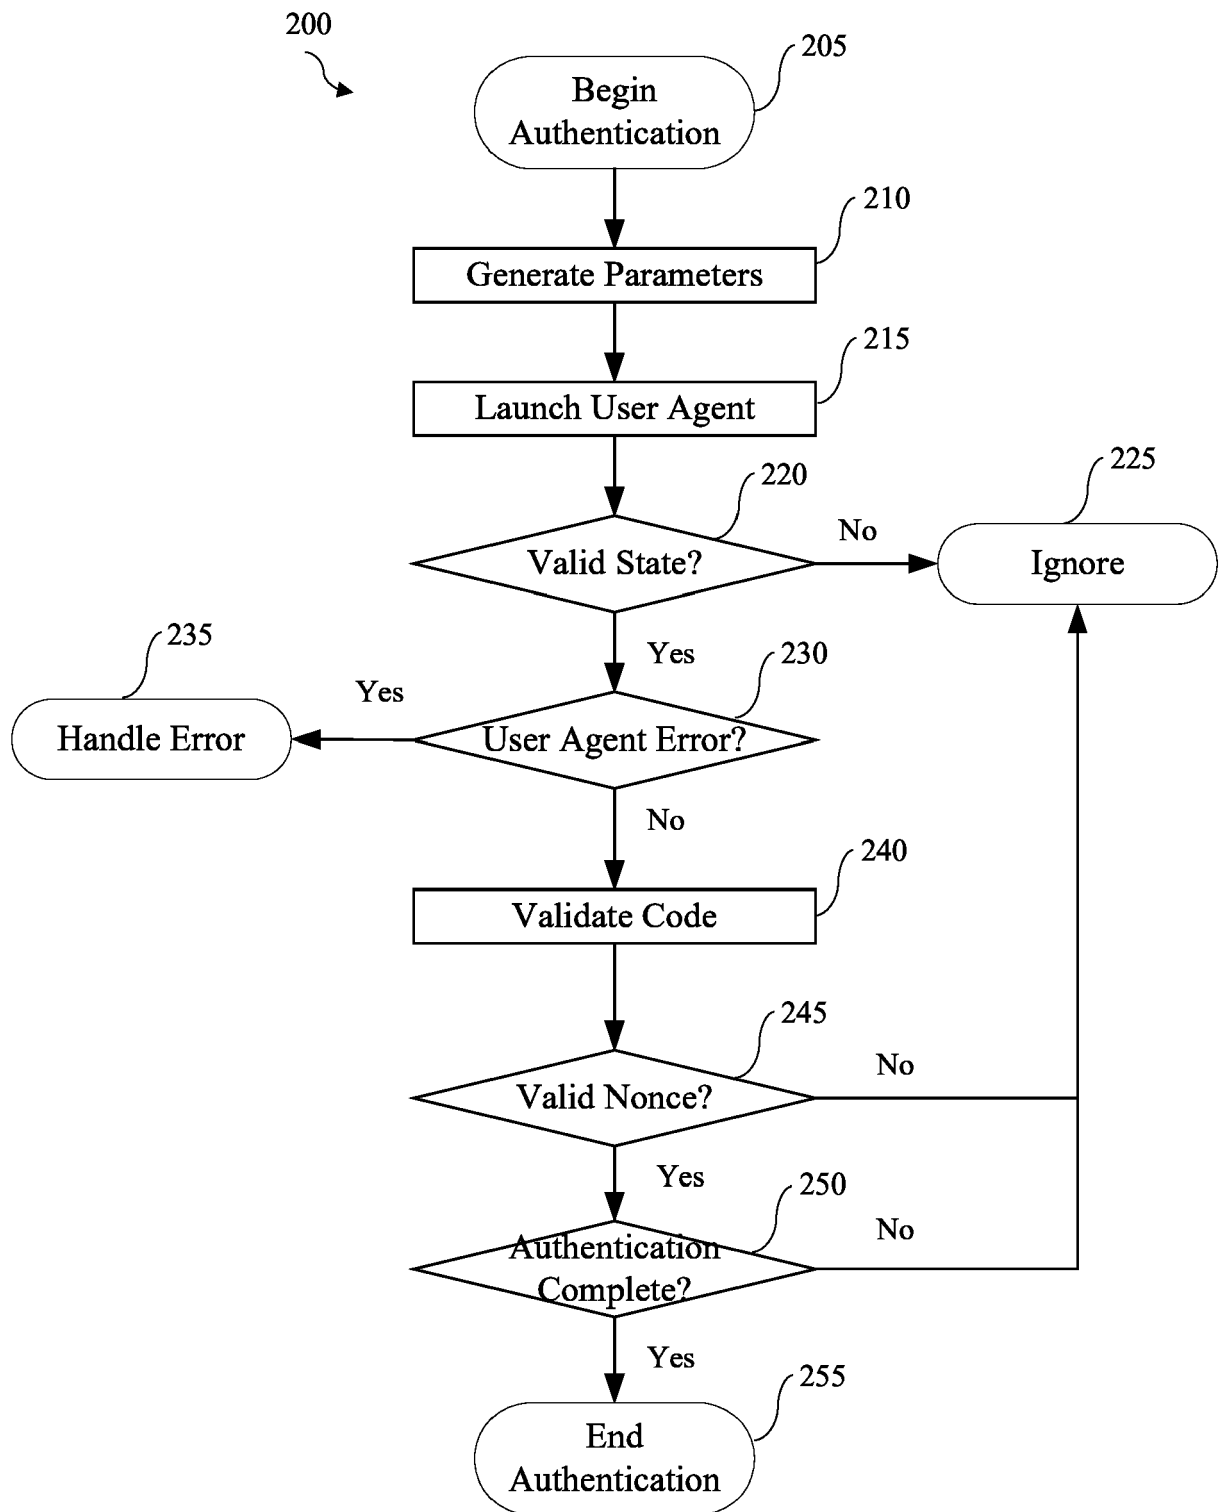 200
205
Begin
Authentication
210
Generate Parameters
215
Launch User Agent
220
225
Valid State?
No
Ignore
Yes
230
235
Yes
User Agent Error?
Handle Error
No
240
Validate Code
245
Valid Nonce?
No
Yes
250
Authentication
Complete?
No
Yes
255
End
Authentication